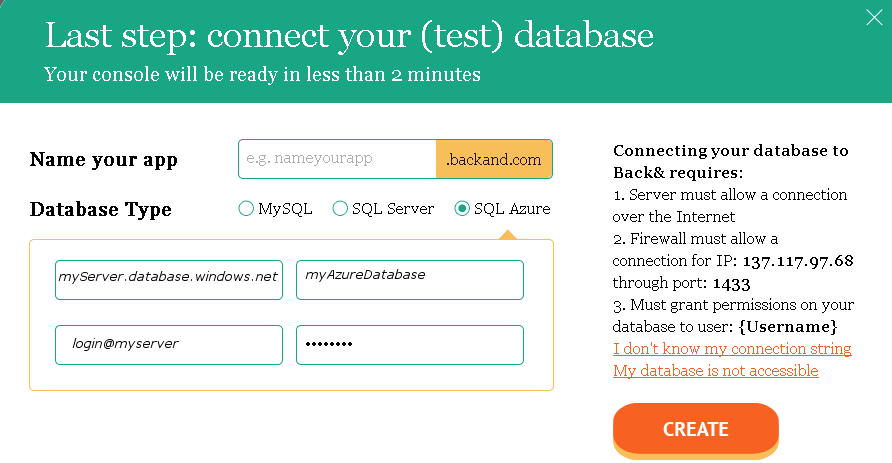 Last step: connect your (test) database
Your console will be ready in less than 2 minutes
Name your app
e.g. nameyourapp
.backand.com
Database Type
MySQL
SQL Server
SQL Azure
myServer.database.windows.net
myAzureDatabase
login@myserver
••••••••
Connecting your database to
Back& requires:
1. Server must allow a connection
over the Internet
2. Firewall must allow a
connection for IP: 137.117.97.68
through port: 1433
3. Must grant permissions on your
database to user: {Username}
I don't know my connection string
My database is not accessible
CREATE